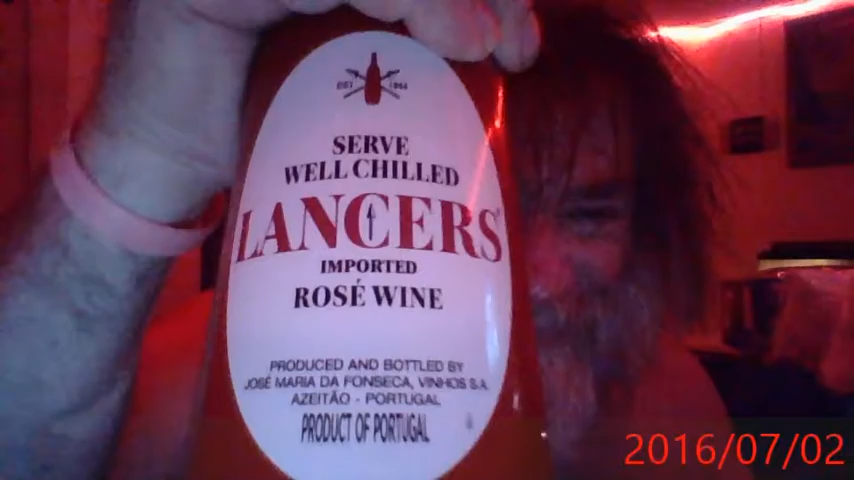 EST 1944
SERVE
WELL CHILLED
LANCERS
IMPORTED
ROSÉ WINE
PRODUCED AND BOTTLED BY
JOSÉ MARIA DA FONSECA, VINHOS S.A.
AZEITÃO - PORTUGAL
PRODUCT OF PORTUGAL
2016/07/02